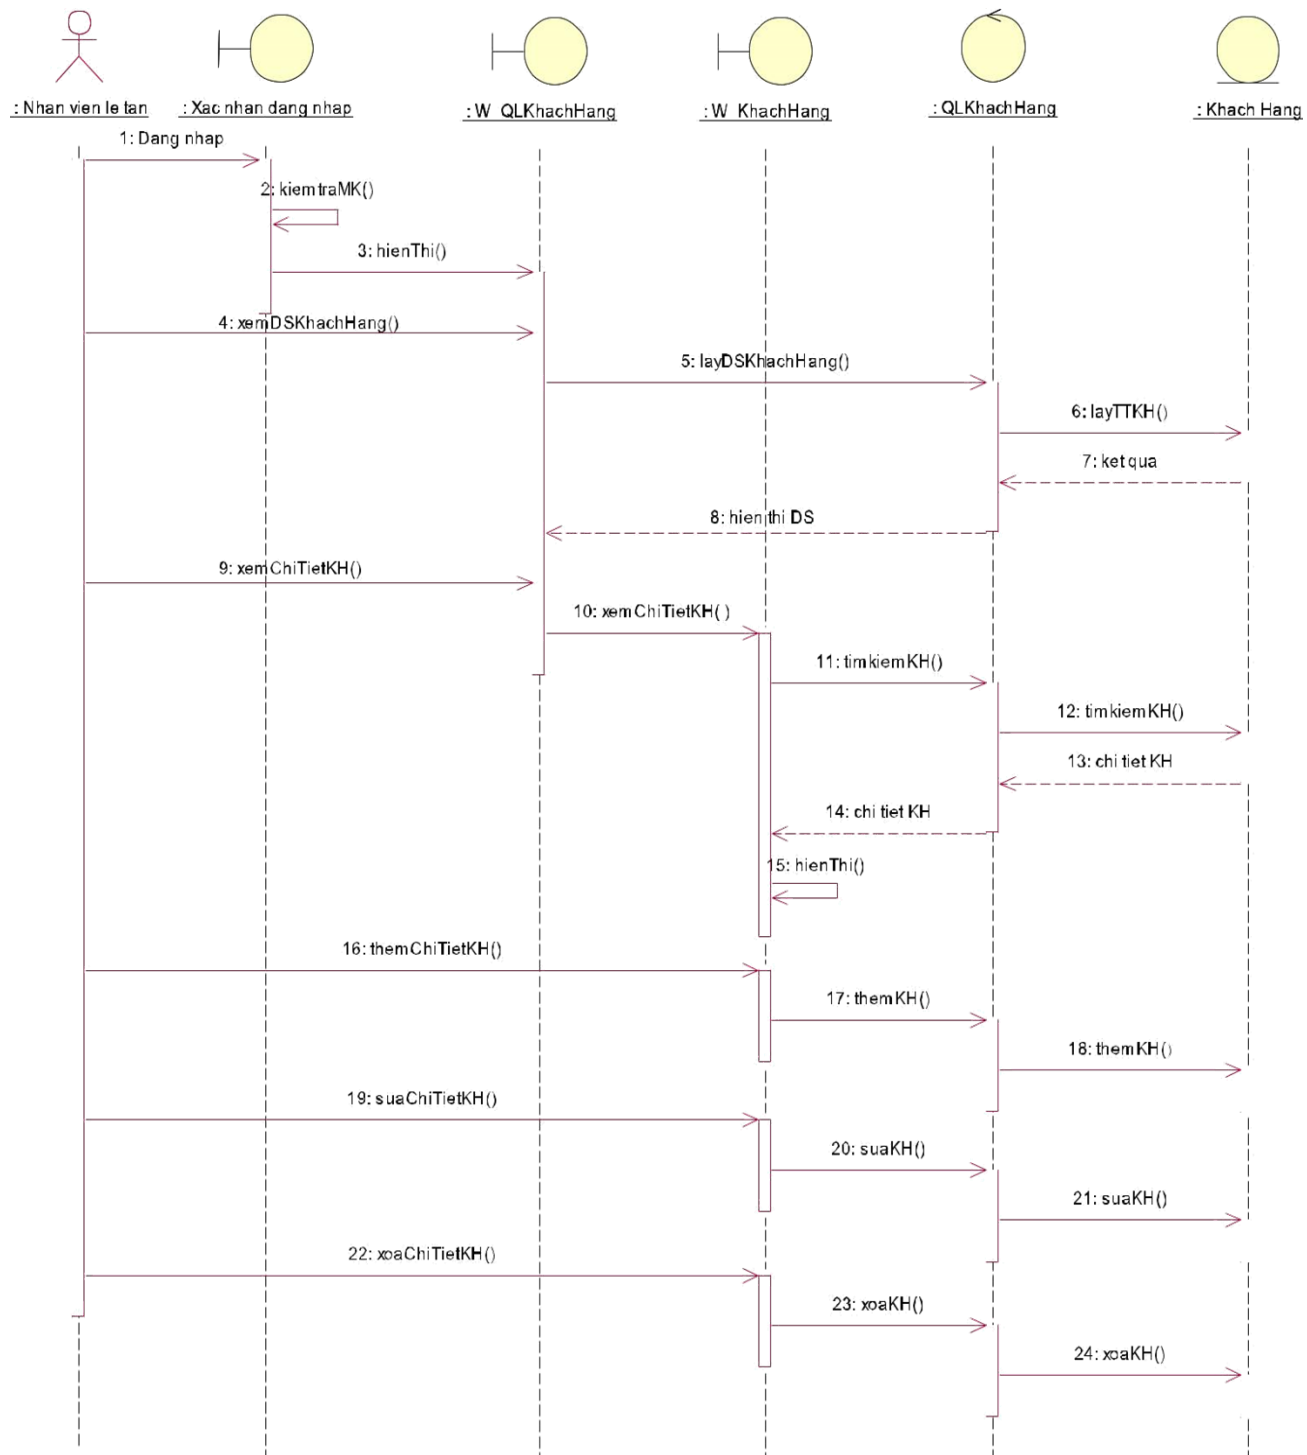 : Nhan vien le tan
: Xac nhan dang nhap
: W_QLKhachHang
: W_KhachHang
: QLKhachHang
: Khach Hang
1: Dang nhap
2: kiemtraMK()
3: hienThi()
4: xemDSKhachHang()
5: layDSKhachHang()
6: layTTKH()
7: ket qua
8: hien thi DS
9: xemChiTietKH()
10: xemChiTietKH( )
11: timkiemKH()
12: timkiemKH()
13: chi tiet KH
14: chi tiet KH
15: hienThi()
16: themChiTietKH()
17: themKH()
18: themKH()
19: suaChiTietKH()
20: suaKH()
21: suaKH()
22: xoaChiTietKH()
23: xoaKH()
24: xoaKH()